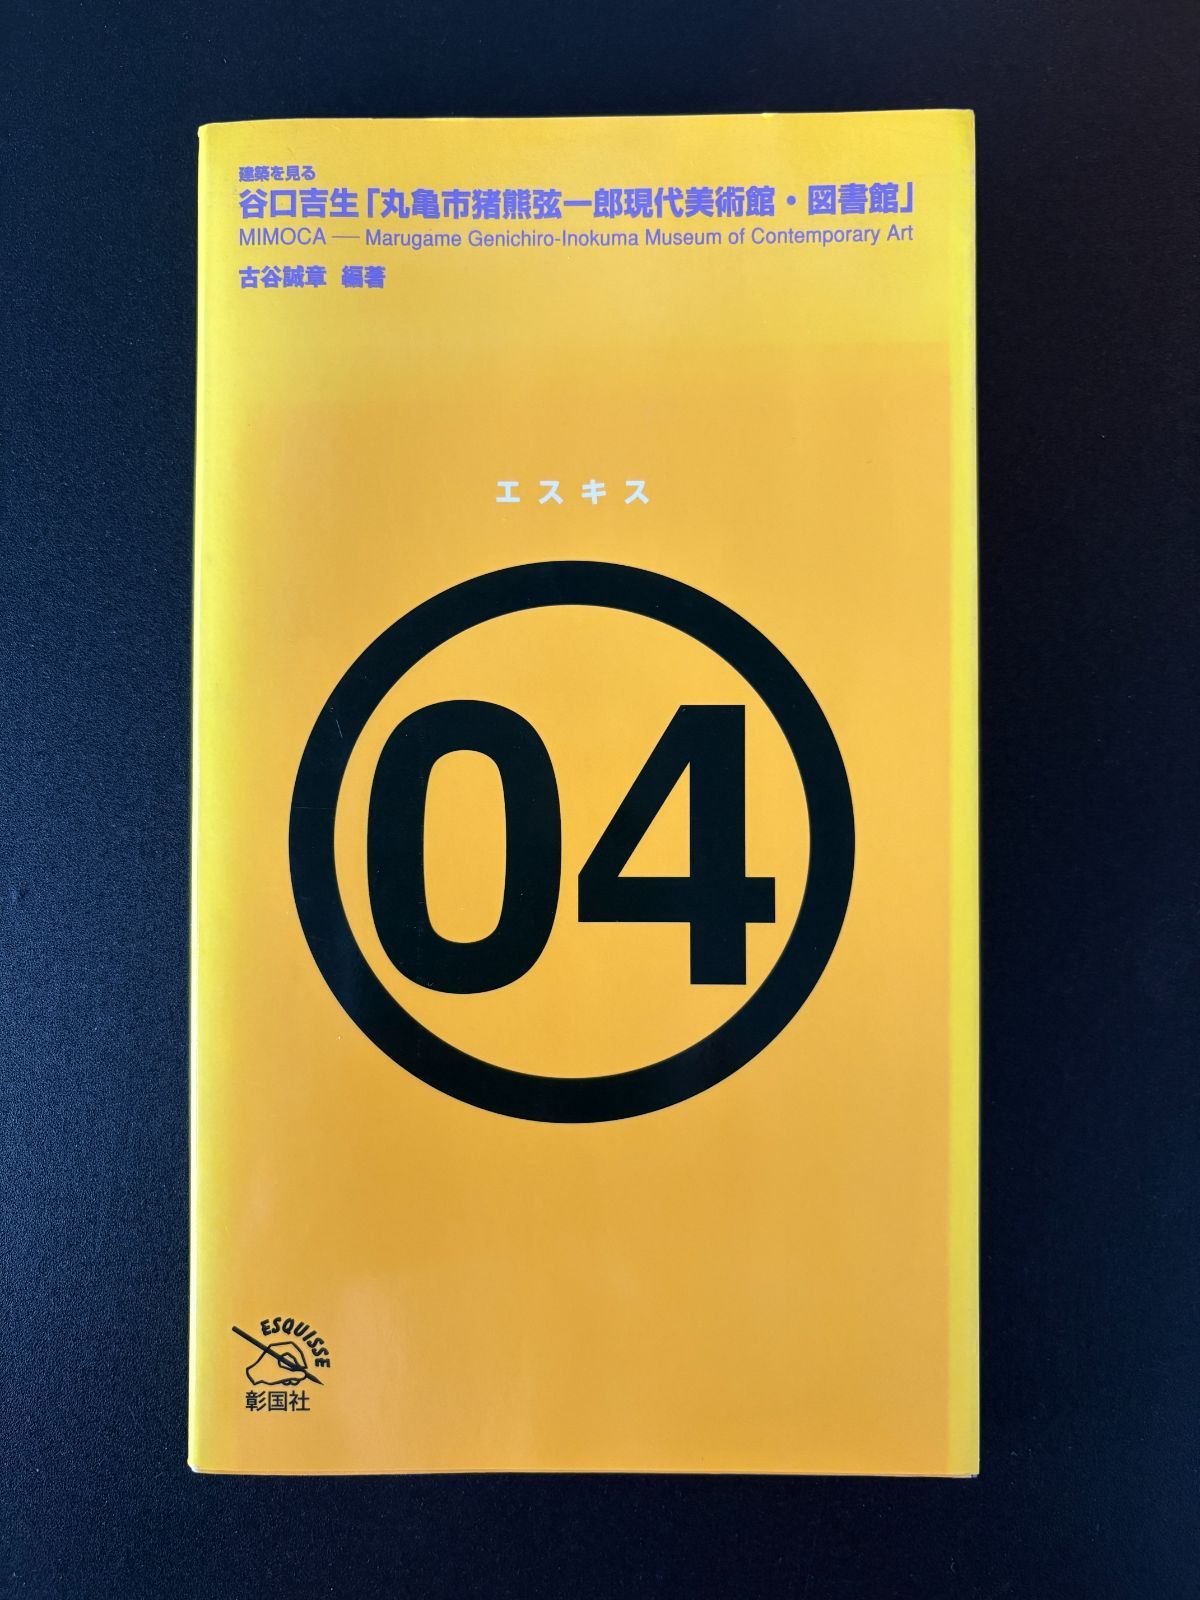 建築を見る
谷口吉生「丸亀市猪熊弦一郎現代美術館・図書館」
MIMOCA — Marugame Genichiro-Inokuma Museum of Contemporary Art
古谷誠章 編著
エスキス
04
ESQUISSE
彰国社